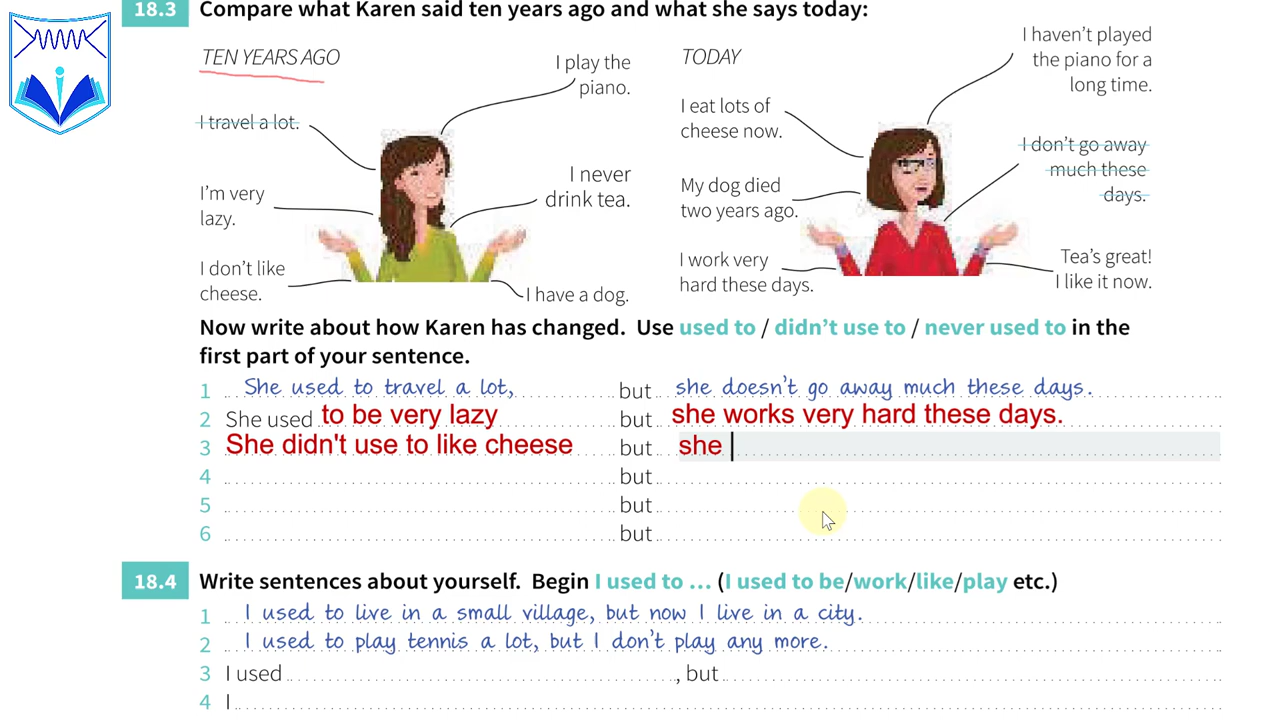 18.3 Compare what Karen said ten years ago and what she says today:
TEN YEARS AGO
I play the
piano.
I travel a lot.
I never
drink tea.
I'm very
lazy.
I don't like
cheese.
I have a dog.
TODAY
I haven't played
the piano for a
long time.
I eat lots of
cheese now.
I don't go away
much these
days.
My dog died
two years ago.
I work very
hard these days.
Tea's great!
I like it now.
Now write about how Karen has changed. Use used to / didn't use to / never used to in the
first part of your sentence.
1 She used to travel a lot, but she doesn't go away much these days.
2 She used to be very lazy but she works very hard these days.
3 She didn't use to like cheese but she
4 but
5 but
6 but
18.4 Write sentences about yourself. Begin I used to ... (I used to be/work/like/play etc.)
1 I used to live in a small village, but now I live in a city.
2 I used to play tennis a lot, but I don't play any more.
3 I used , but
4 I